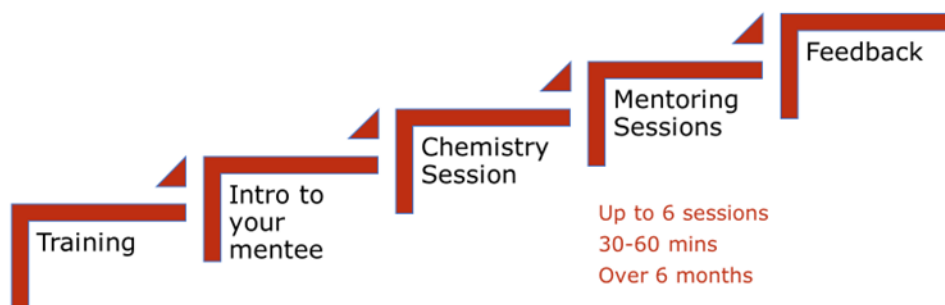 Training
Intro to
your
mentee
Chemistry
Session
Mentoring
Sessions
Up to 6 sessions
30-60 mins
Over 6 months
Feedback